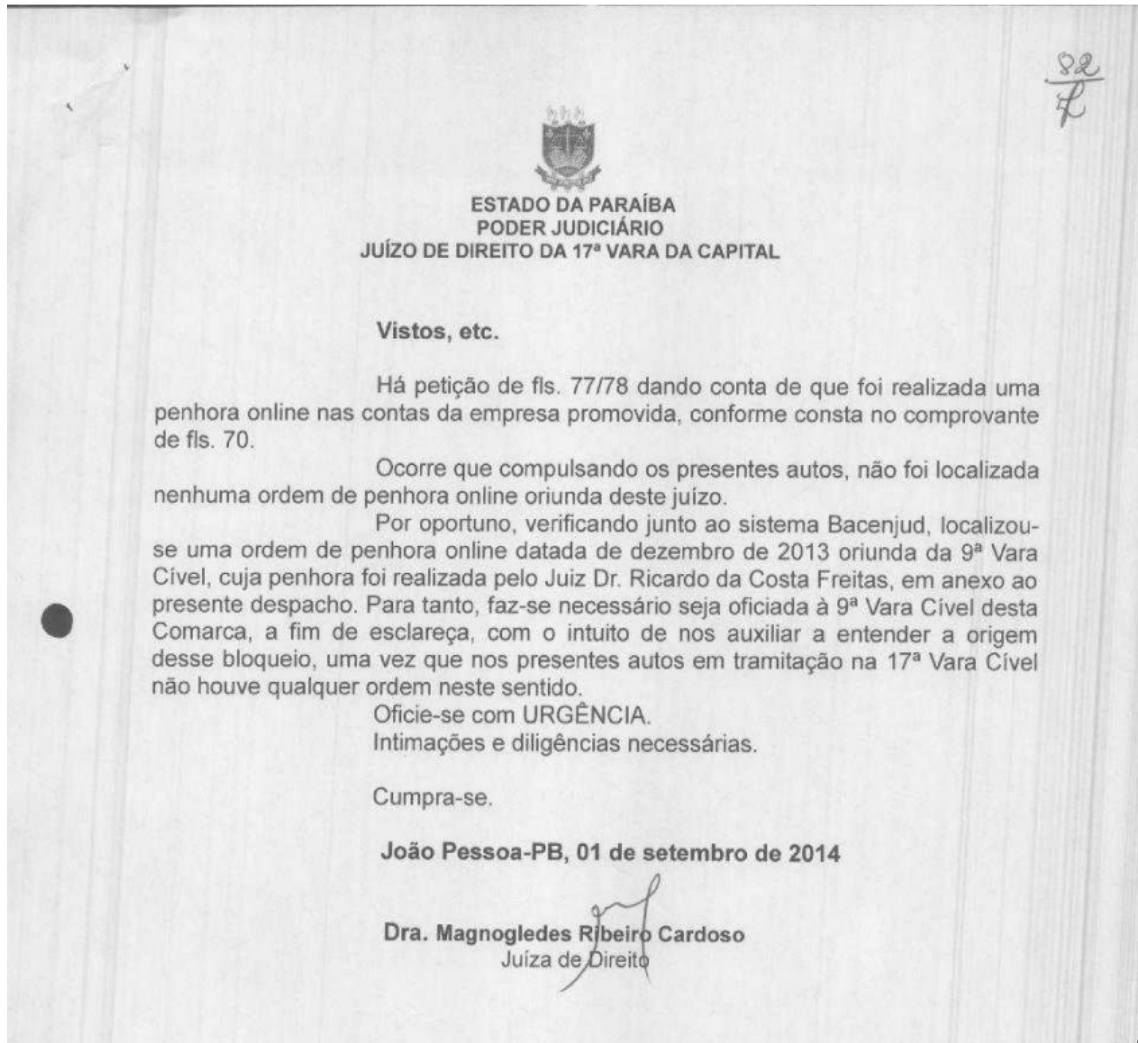 82
ESTADO DA PARAÍBA
PODER JUDICIÁRIO
JUÍZO DE DIREITO DA 17ª VARA DA CAPITAL
Vistos, etc.
Há petição de fls. 77/78 dando conta de que foi realizada uma
penhora online nas contas da empresa promovida, conforme consta no comprovante
de fls. 70.
Ocorre que compulsando os presentes autos, não foi localizada
nenhuma ordem de penhora online oriunda deste juízo.
Por oportuno, verificando junto ao sistema Bacenjud, localizou-
se uma ordem de penhora online datada de dezembro de 2013 oriunda da 9ª Vara
Cível, cuja penhora foi realizada pelo Juiz Dr. Ricardo da Costa Freitas, em anexo ao
presente despacho. Para tanto, faz-se necessário seja oficiada à 9ª Vara Cível desta
Comarca, a fim de esclareça, com o intuito de nos auxiliar a entender a origem
desse bloqueio, uma vez que nos presentes autos em tramitação na 17ª Vara Cível
não houve qualquer ordem neste sentido.
Oficie-se com URGÊNCIA.
Intimações e diligências necessárias.
Cumpra-se.
João Pessoa-PB, 01 de setembro de 2014
Dra. Magnogledes Ribeiro Cardoso
Juíza de Direito